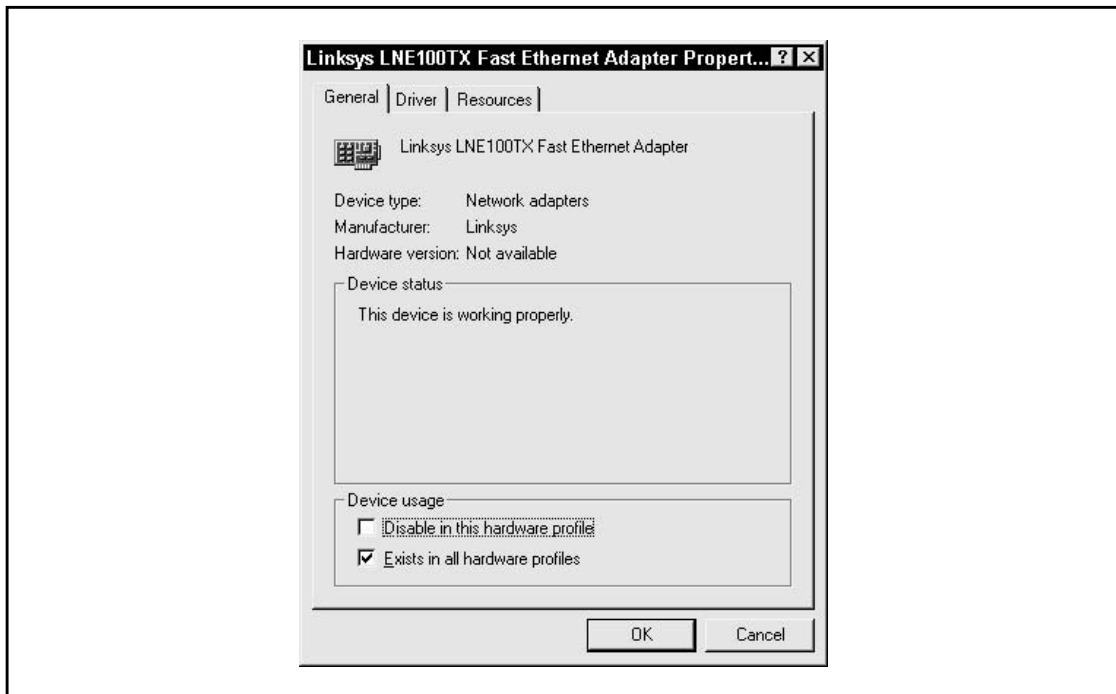 Linksys LNE100TX Fast Ethernet Adapter Propert...
General
Driver
Resources
Linksys LNE100TX Fast Ethernet Adapter
Device type: Network adapters
Manufacturer: Linksys
Hardware version: Not available
Device status
This device is working properly.
Device usage
Disable in this hardware profile
Exists in all hardware profiles
OK
Cancel